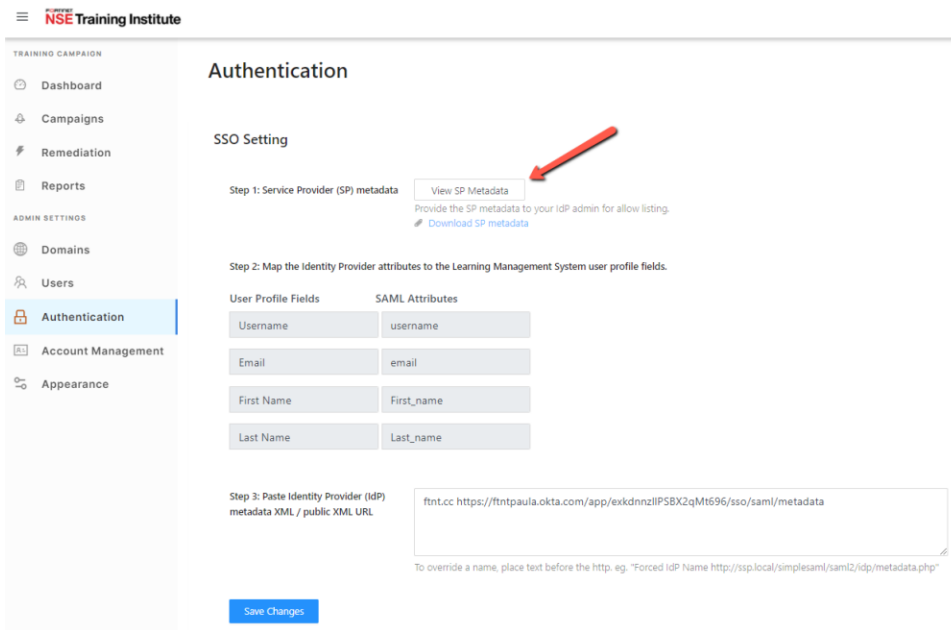 FORTINET
NSE Training Institute
TRAINING CAMPAIGN
Dashboard
Campaigns
Remediation
Reports
ADMIN SETTINGS
Domains
Users
Authentication
Account Management
Appearance
Authentication
SSO Setting
Step 1: Service Provider (SP) metadata
View SP Metadata
Provide the SP metadata to your IdP admin for allow listing.
Download SP metadata
Step 2: Map the Identity Provider attributes to the Learning Management System user profile fields.
User Profile Fields SAML Attributes
Username username
Email email
First Name First_name
Last Name Last_name
Step 3: Paste Identity Provider (IdP)
metadata XML / public XML URL
ftnt.cc https://ftntpaula.okta.com/app/exkdnnzlIPSBX2qMt696/sso/saml/metadata
To override a name, place text before the http. eg. "Forced IdP Name http://ssp.local/simplesaml/saml2/idp/metadata.php"
Save Changes